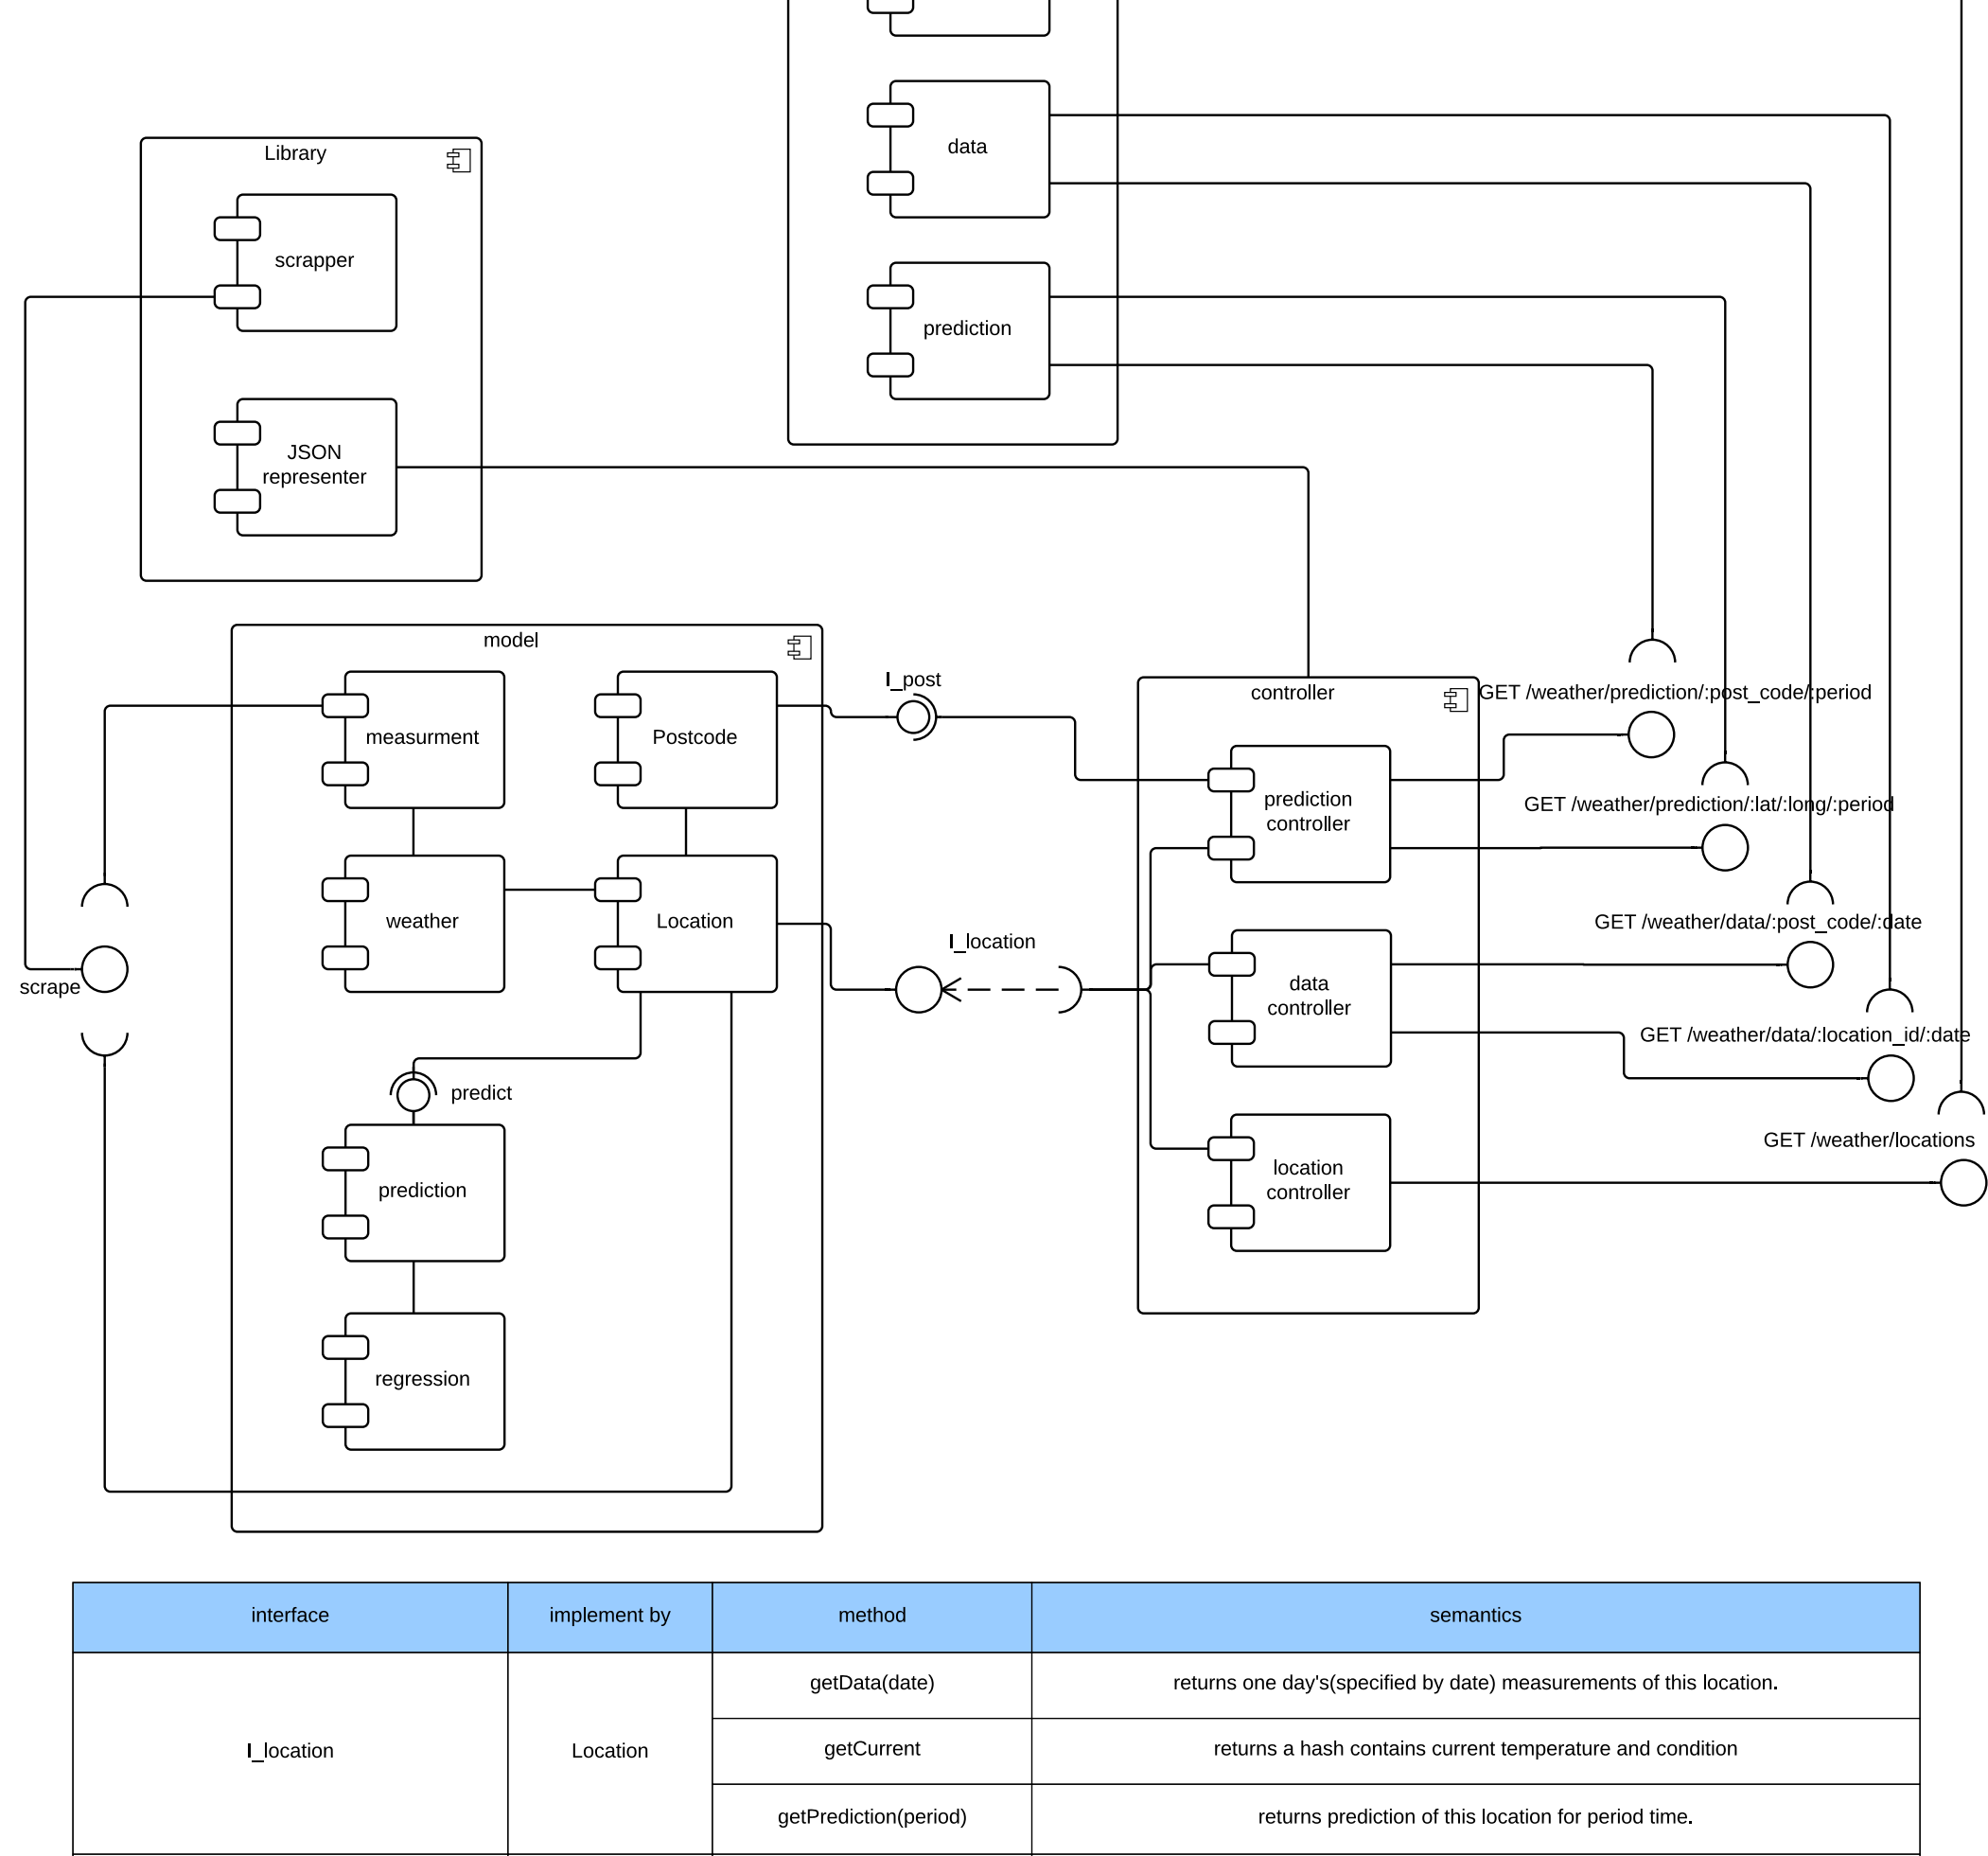 data
Library
scrapper
prediction
JSON
representer
model
I_post
controller
GET /weather/prediction/:post_code/:period
measurment
Postcode
prediction
controller
GET /weather/prediction/:lat/:long/:period
weather
Location
I_location
GET /weather/data/:post_code/:date
scrape
data
controller
GET /weather/data/:location_id/:date
predict
GET /weather/locations
location
controller
prediction
regression
interface
implement by
method
semantics
getData(date)
returns one day's(specified by date) measurements of this location.
I_location
Location
getCurrent
returns a hash contains current temperature and condition
getPrediction(period)
returns prediction of this location for period time.